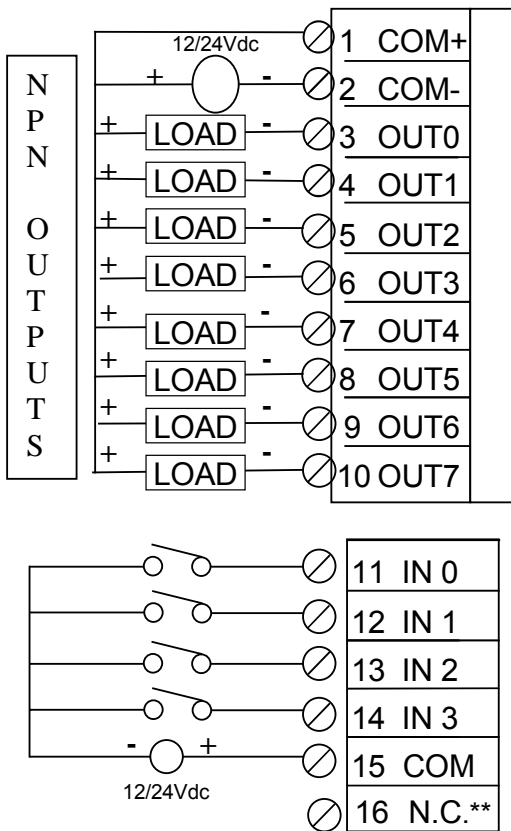 NPN OUTPUTS
12/24Vdc
1 COM+
+ - 2 COM-
+ LOAD - 3 OUT0
+ LOAD - 4 OUT1
+ LOAD - 5 OUT2
+ LOAD - 6 OUT3
+ LOAD - 7 OUT4
+ LOAD - 8 OUT5
+ LOAD - 9 OUT6
+ LOAD - 10 OUT7
11 IN 0
12 IN 1
13 IN 2
14 IN 3
- + 15 COM
12/24Vdc
16 N.C.**